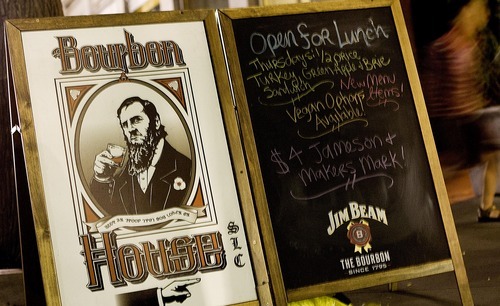 Bourbon
House
SLC
Open for Lunch
Thursday's 1/2 price
Turkey, Green Apple & Brie
Sandwich
New Menu
Items!
Vegan Options
Available!
$4 Jameson &
Makers Mark!
JIM BEAM
B
THE BOURBON
SINCE 1795